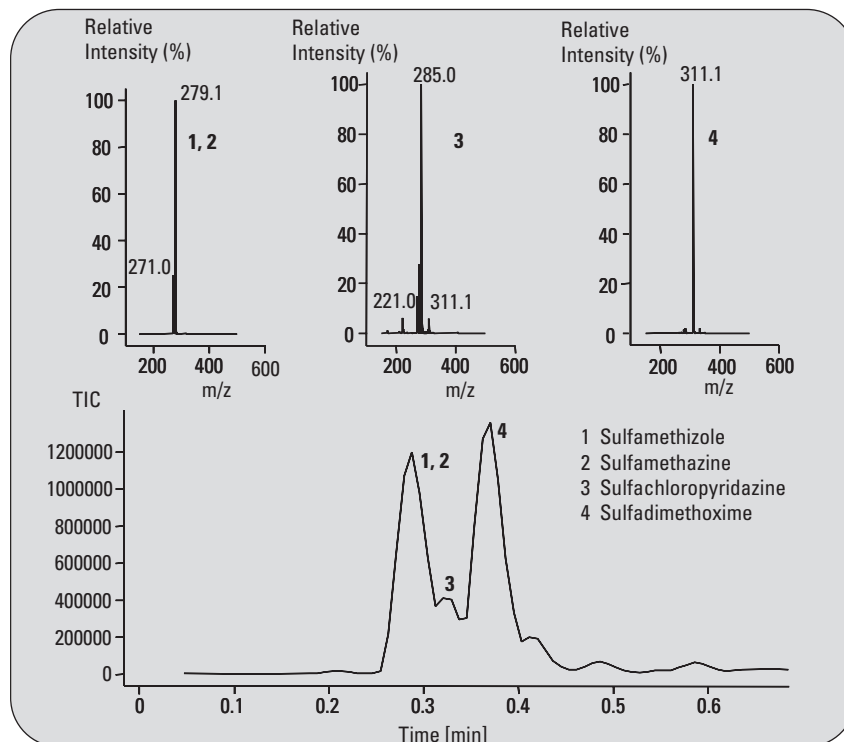 Relative
Intensity (%)
100
80
60
40
20
0
279.1
1, 2
271.0
200 400 600
m/z
Relative
Intensity (%)
100
80
60
40
20
0
285.0
3
221.0
311.1
200 400 600
m/z
Relative
Intensity (%)
100
80
60
40
20
0
311.1
4
200 400 600
m/z
TIC
1200000
1000000
800000
600000
400000
200000
0
1, 2
3
4
1 Sulfamethizole
2 Sulfamethazine
3 Sulfachloropyridazine
4 Sulfadimethoxime
0 0.1 0.2 0.3 0.4 0.5 0.6
Time [min]